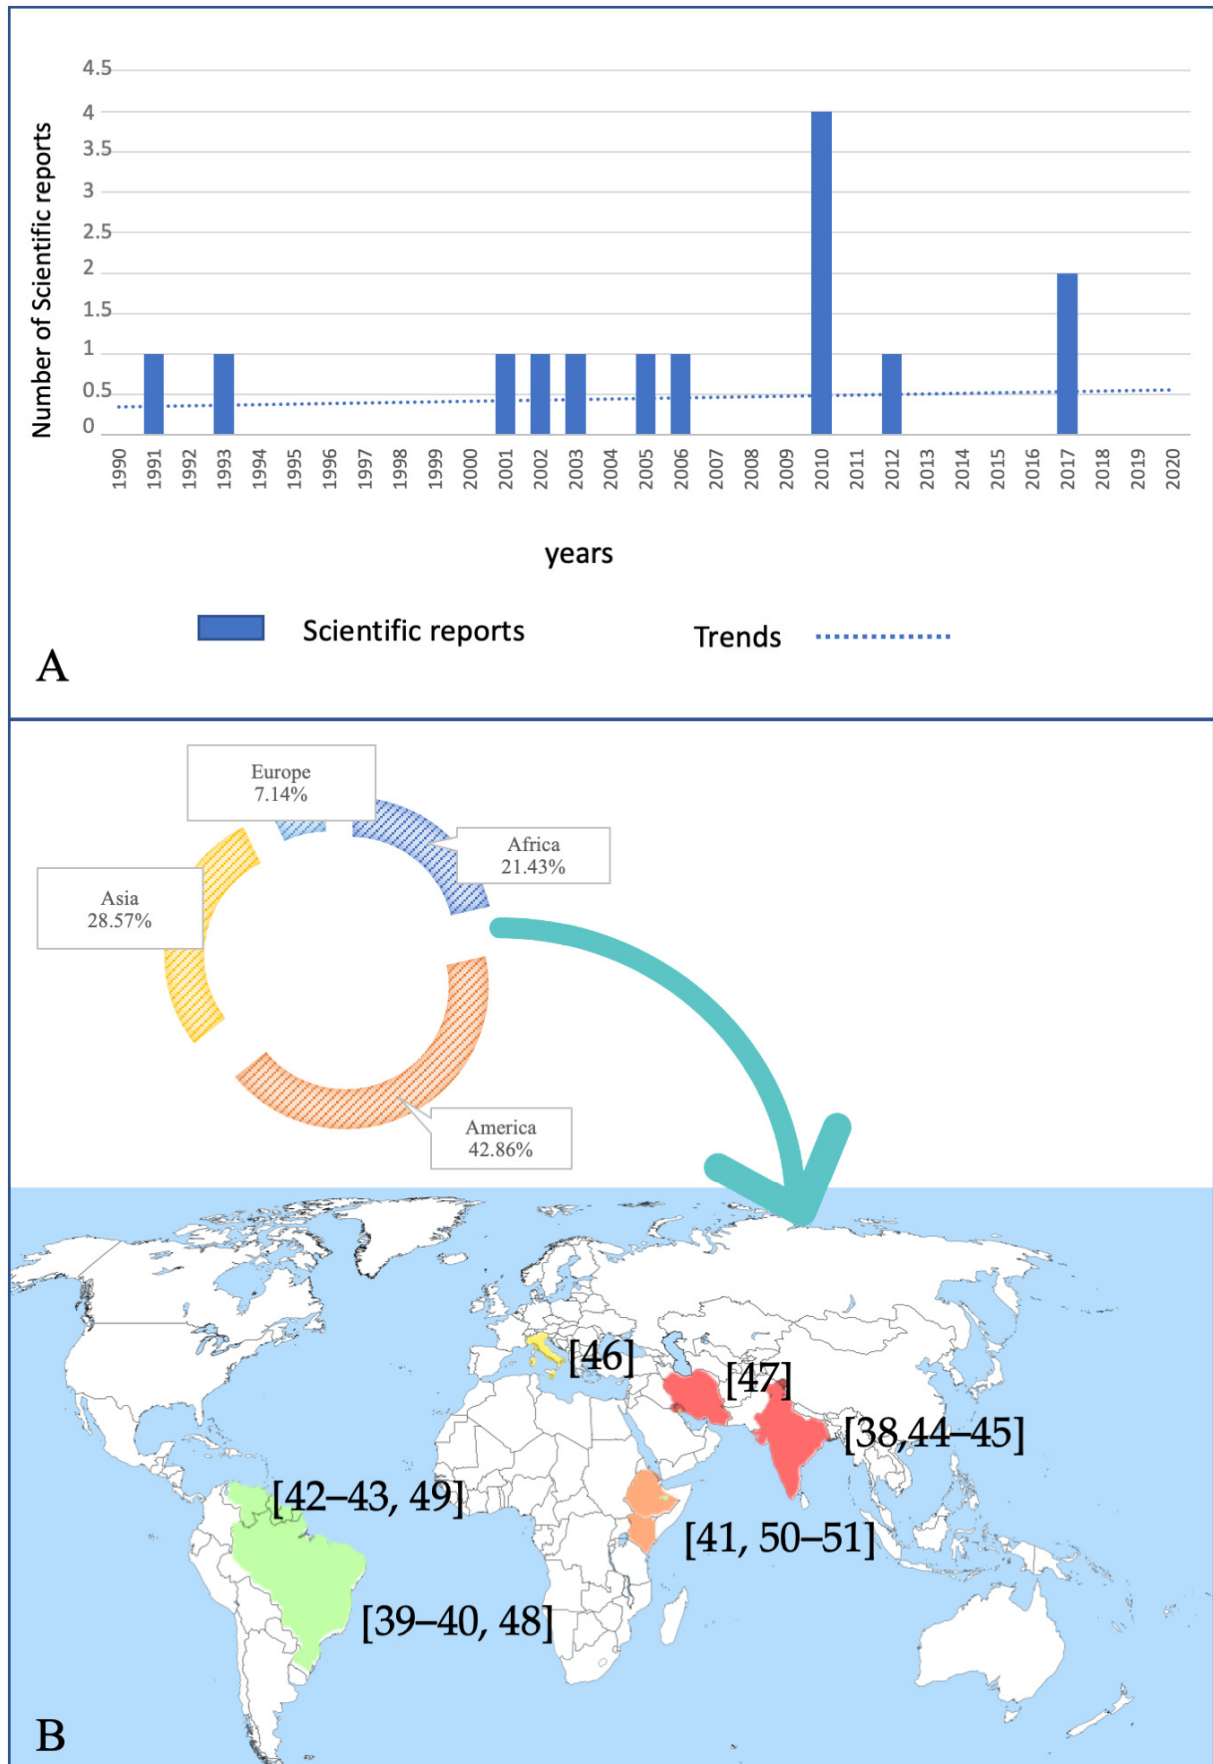 4.5
4
3.5
3
2.5
2
1.5
1
0.5
0
Number of Scientific reports
1990 1991 1992 1993 1994 1995 1996 1997 1998 1999 2000 2001 2002 2003 2004 2005 2006 2007 2008 2009 2010 2011 2012 2013 2014 2015 2016 2017 2018 2019 2020
years
Scientific reports
Trends
A
Europe
7.14%
Africa
21.43%
Asia
28.57%
America
42.86%
[46]
[47]
[38,44–45]
[42–43, 49]
[41, 50–51]
[39–40, 48]
B